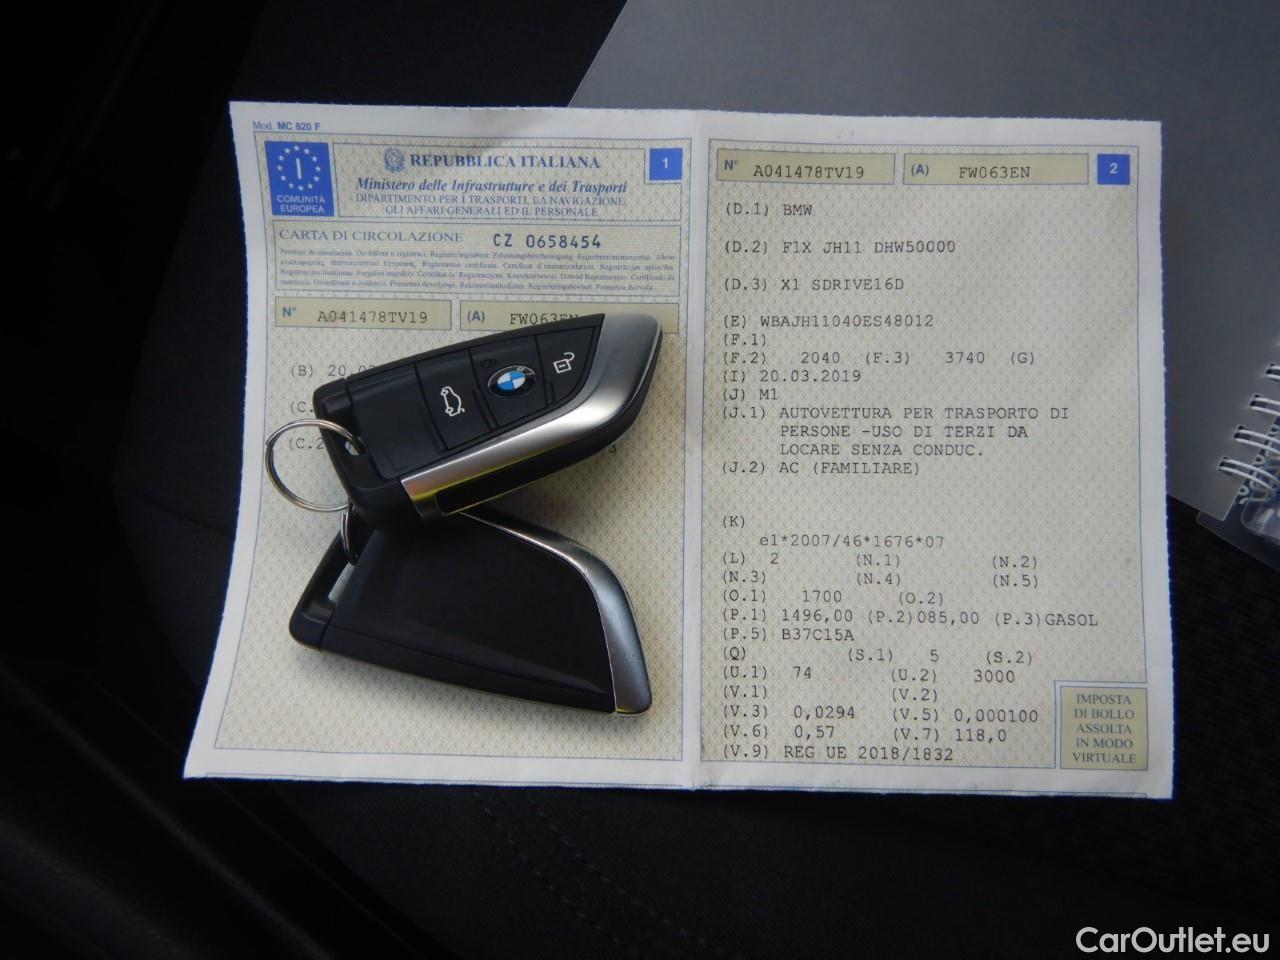 Mod. MC 820 F
COMUNITÀ
EUROPEA
I
REPUBBLICA ITALIANA
1
Ministero delle Infrastrutture e dei Trasporti
DIPARTIMENTO PER I TRASPORTI, LA NAVIGAZIONE,
GLI AFFARI GENERALI ED IL PERSONALE
CARTA DI CIRCOLAZIONE CZ 0658454
N° A041478TV19 (A) FW063EN
(B) 20.0
(C.
(C.2
N° A041478TV19 (A) FW063EN 2
(D.1) BMW
(D.2) F1X JH11 DHW50000
(D.3) X1 SDRIVE16D
(E) WBAJH11040ES48012
(F.1)
(F.2) 2040 (F.3) 3740 (G)
(I) 20.03.2019
(J) M1
(J.1) AUTOVETTURA PER TRASPORTO DI
PERSONE -USO DI TERZI DA
LOCARE SENZA CONDUC.
(J.2) AC (FAMILIARE)
(K)
e1*2007/46*1676*07
(L) 2 (N.1) (N.2)
(N.3) (N.4) (N.5)
(O.1) 1700 (O.2)
(P.1) 1496,00 (P.2)085,00 (P.3)GASOL
(P.5) B37C15A
(Q) (S.1) 5 (S.2)
(U.1) 74 (U.2) 3000
(V.1) (V.2)
(V.3) 0,0294 (V.5) 0,000100
(V.6) 0,57 (V.7) 118,0
(V.9) REG UE 2018/1832
IMPOSTA
DI BOLLO
ASSOLTA
IN MODO
VIRTUALE
BMW
CarOutlet.eu